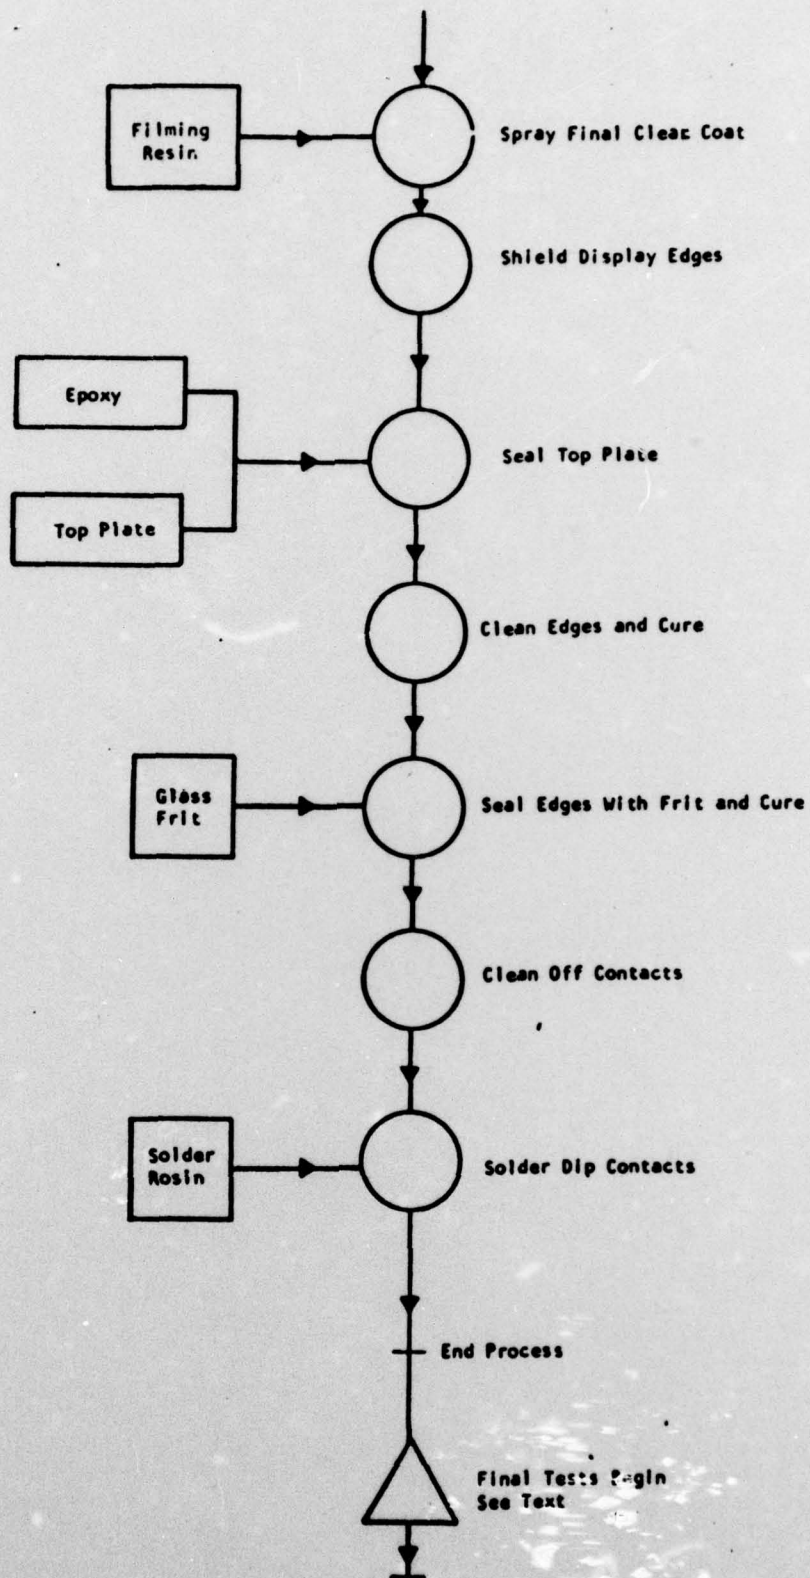 Filming
Resin
Spray Final Clear Coat
Shield Display Edges
Epoxy
Seal Top Plate
Top Plate
Clean Edges and Cure
Glass
Frit
Seal Edges With Frit and Cure
Clean Off Contacts
Solder
Rosin
Solder Dip Contacts
End Process
Final Tests Begin
See Text